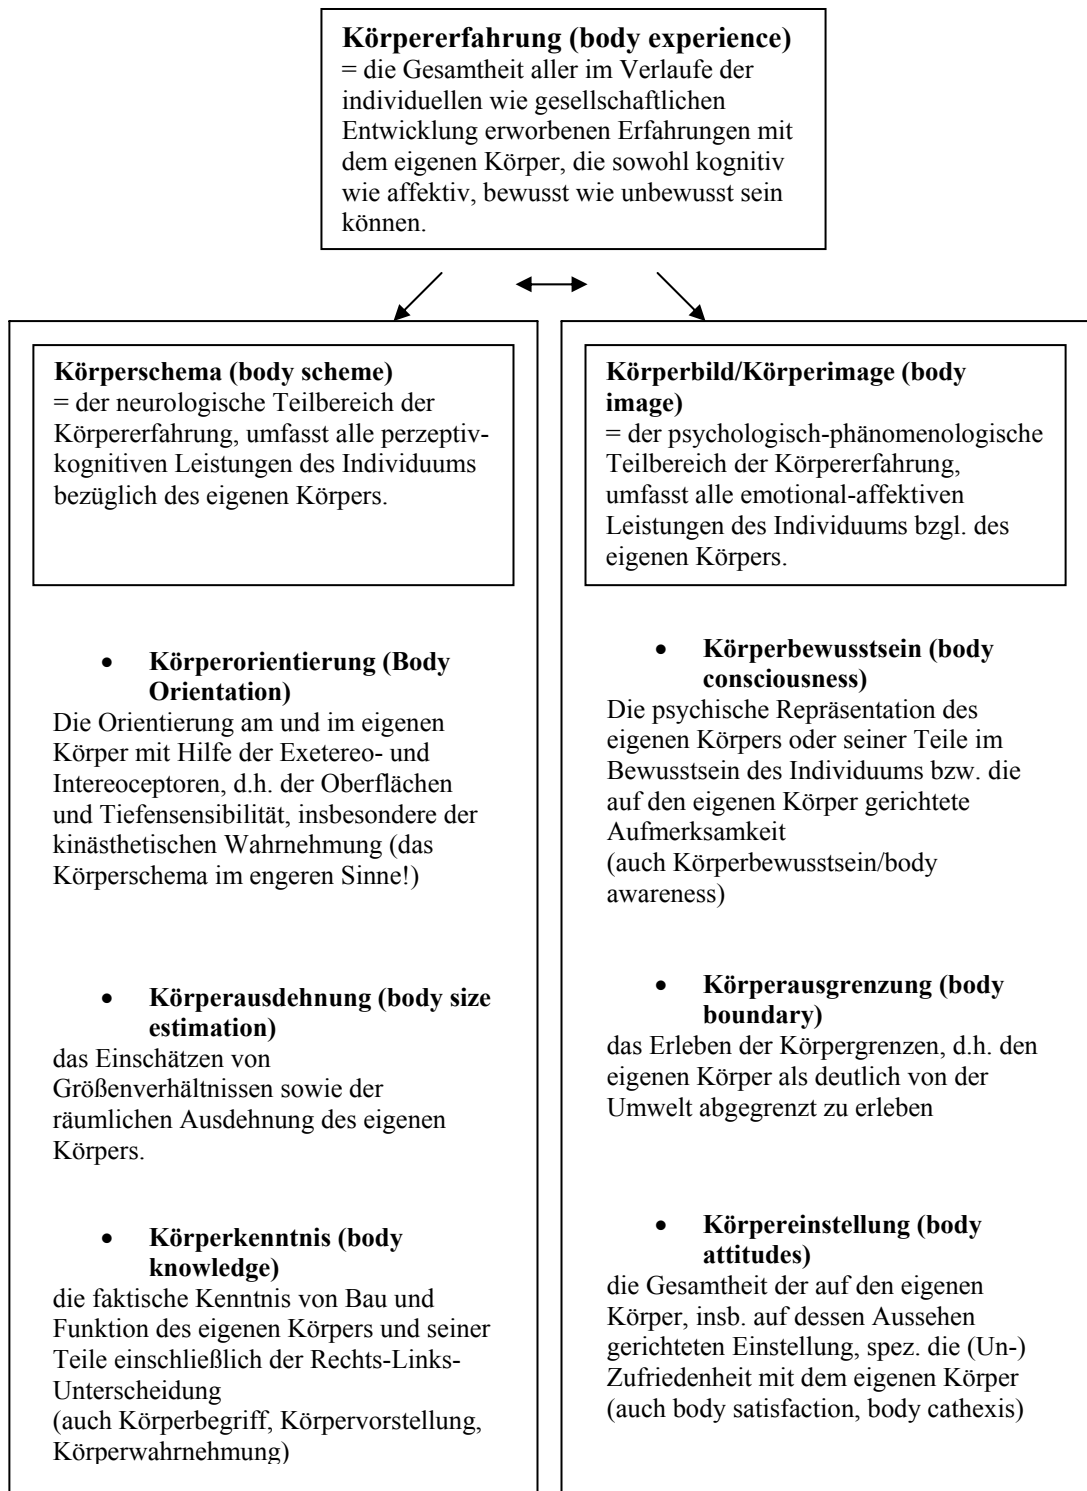 Körpererfahrung (body experience)
= die Gesamtheit aller im Verlaufe der
individuellen wie gesellschaftlichen
Entwicklung erworbenen Erfahrungen mit
dem eigenen Körper, die sowohl kognitiv
wie affektiv, bewusst wie unbewusst sein
können.
Körperschema (body scheme)
= der neurologische Teilbereich der
Körpererfahrung, umfasst alle perzeptiv-
kognitiven Leistungen des Individuums
bezüglich des eigenen Körpers.
• Körperorientierung (Body
Orientation)
Die Orientierung am und im eigenen
Körper mit Hilfe der Exetereo- und
Intereoceptoren, d.h. der Oberflächen
und Tiefensensibilität, insbesondere der
kinästhetischen Wahrnehmung (das
Körperschema im engeren Sinne!)
• Körperausdehnung (body size
estimation)
das Einschätzen von
Größenverhältnissen sowie der
räumlichen Ausdehnung des eigenen
Körpers.
• Körperkenntnis (body
knowledge)
die faktische Kenntnis von Bau und
Funktion des eigenen Körpers und seiner
Teile einschließlich der Rechts-Links-
Unterscheidung
(auch Körperbegriff, Körpervorstellung,
Körperwahrnehmung)
Körperbild/Körperimage (body
image)
= der psychologisch-phänomenologische
Teilbereich der Körpererfahrung,
umfasst alle emotional-affektiven
Leistungen des Individuums bzgl. des
eigenen Körpers.
• Körperbewusstsein (body
consciousness)
Die psychische Repräsentation des
eigenen Körpers oder seiner Teile im
Bewusstsein des Individuums bzw. die
auf den eigenen Körper gerichtete
Aufmerksamkeit
(auch Körperbewusstsein/body
awareness)
• Körperausgrenzung (body
boundary)
das Erleben der Körpergrenzen, d.h. den
eigenen Körper als deutlich von der
Umwelt abgegrenzt zu erleben
• Körpereinstellung (body
attitudes)
die Gesamtheit der auf den eigenen
Körper, insb. auf dessen Aussehen
gerichteten Einstellung, spez. die (Un-)
Zufriedenheit mit dem eigenen Körper
(auch body satisfaction, body cathexis)